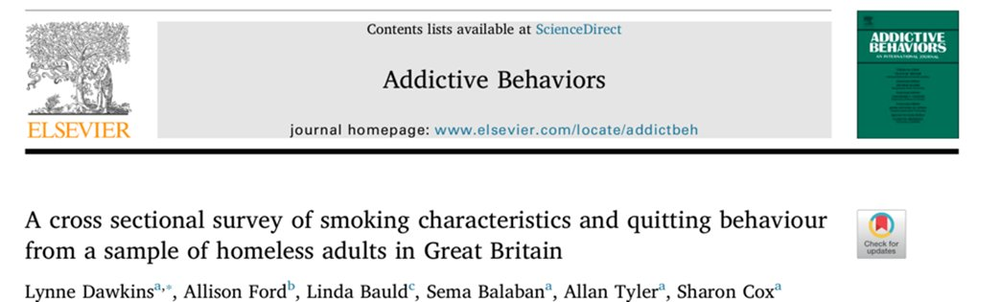 Contents lists available at ScienceDirect
Addictive Behaviors
journal homepage: www.elsevier.com/locate/addictbeh
ELSEVIER
ADDICTIVE
BEHAVIORS
AN INTERNATIONAL JOURNAL
A cross sectional survey of smoking characteristics and quitting behaviour
from a sample of homeless adults in Great Britain
Check for
updates
Lynne Dawkinsa,*, Allison Fordb, Linda Bauldc, Sema Balabana, Allan Tylera, Sharon Coxa